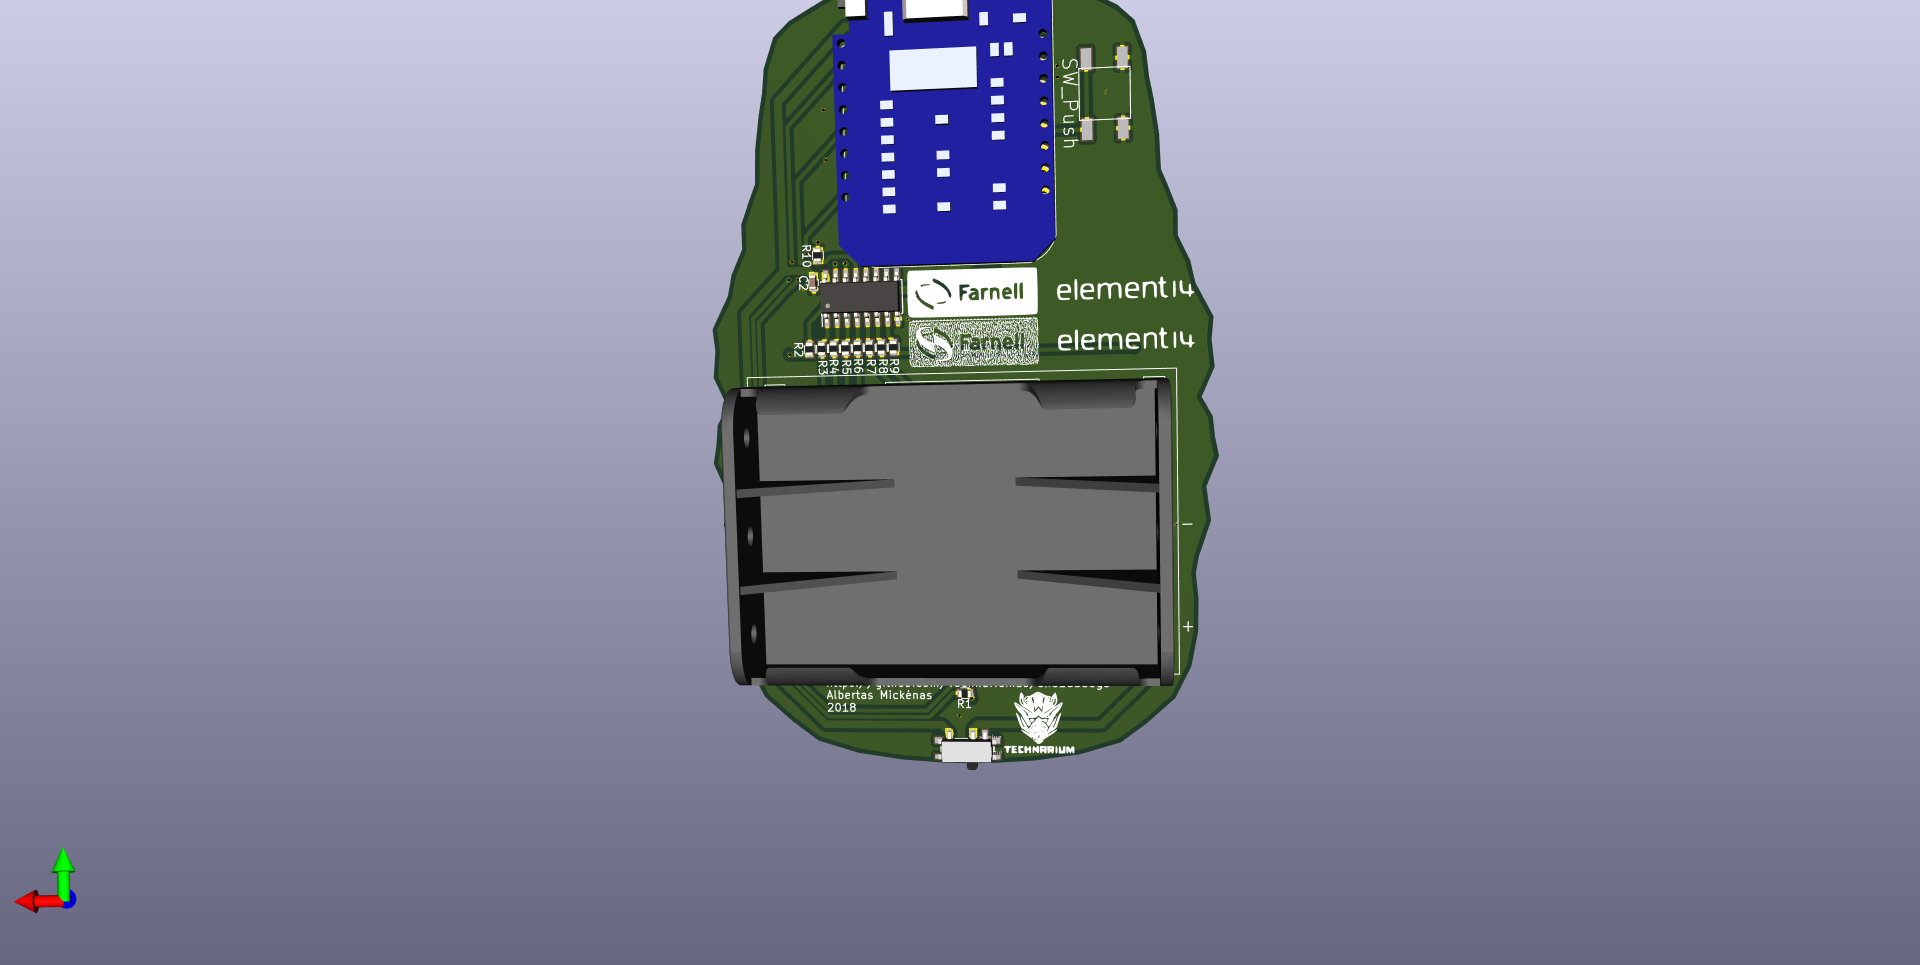 SW_Push
R10
C2
Farnell
element14
Farnell
element14
R2
R3
R4
R5
R6
R7
R8
R9
−
+
Albertas Mickėnas
2018
R1
TECHNARIUM